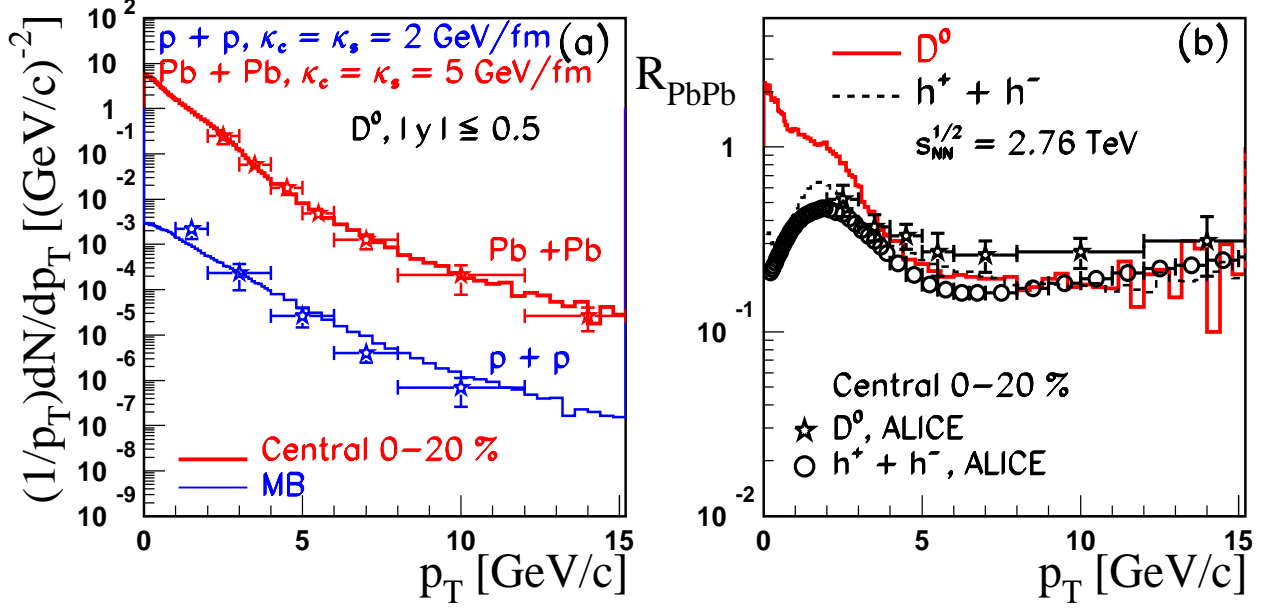 (a)
p + p, κc = κs = 2 GeV/fm
Pb + Pb, κc = κs = 5 GeV/fm
D⁰, | y | ≦ 0.5
Pb +Pb
p + p
Central 0−20 %
MB
(1/pT)dN/dpT [(GeV/c)⁻²]
10²
10
1
10⁻¹
10⁻²
10⁻³
10⁻⁴
10⁻⁵
10⁻⁶
10⁻⁷
10⁻⁸
10⁻⁹
10
0 5 10 15
pT [GeV/c]
(b)
D⁰
h⁺ + h⁻
sNN^1/2 = 2.76 TeV
RPbPb
1
10⁻¹
10⁻²
Central 0−20 %
D⁰, ALICE
h⁺ + h⁻, ALICE
0 5 10 15
pT [GeV/c]